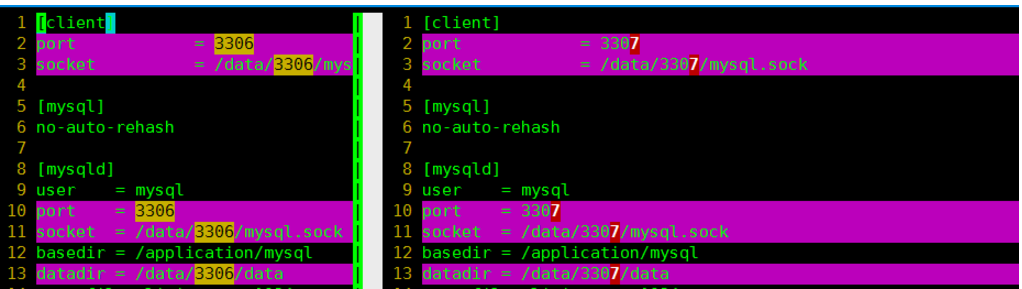 1 [client]
2 port = 3306
3 socket = /data/3306/mys
4
5 [mysql]
6 no-auto-rehash
7
8 [mysqld]
9 user = mysql
10 port = 3306
11 socket = /data/3306/mysql.sock
12 basedir = /application/mysql
13 datadir = /data/3306/data
1 [client]
2 port = 3307
3 socket = /data/3307/mysql.sock
4
5 [mysql]
6 no-auto-rehash
7
8 [mysqld]
9 user = mysql
10 port = 3307
11 socket = /data/3307/mysql.sock
12 basedir = /application/mysql
13 datadir = /data/3307/data